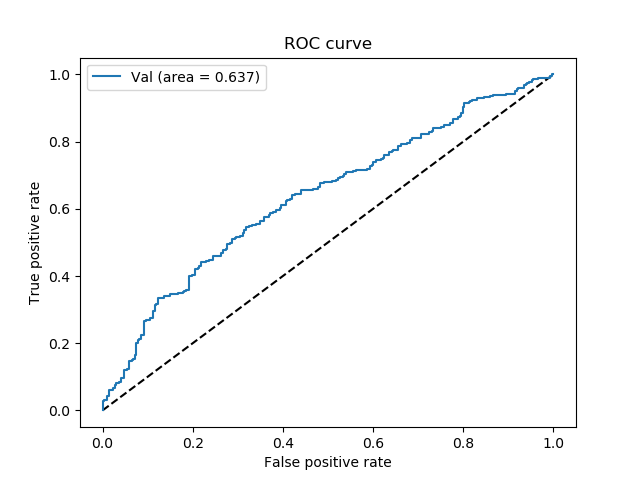 ROC curve
Val (area = 0.637)
True positive rate
1.0
0.8
0.6
0.4
0.2
0.0
0.0 0.2 0.4 0.6 0.8 1.0
False positive rate